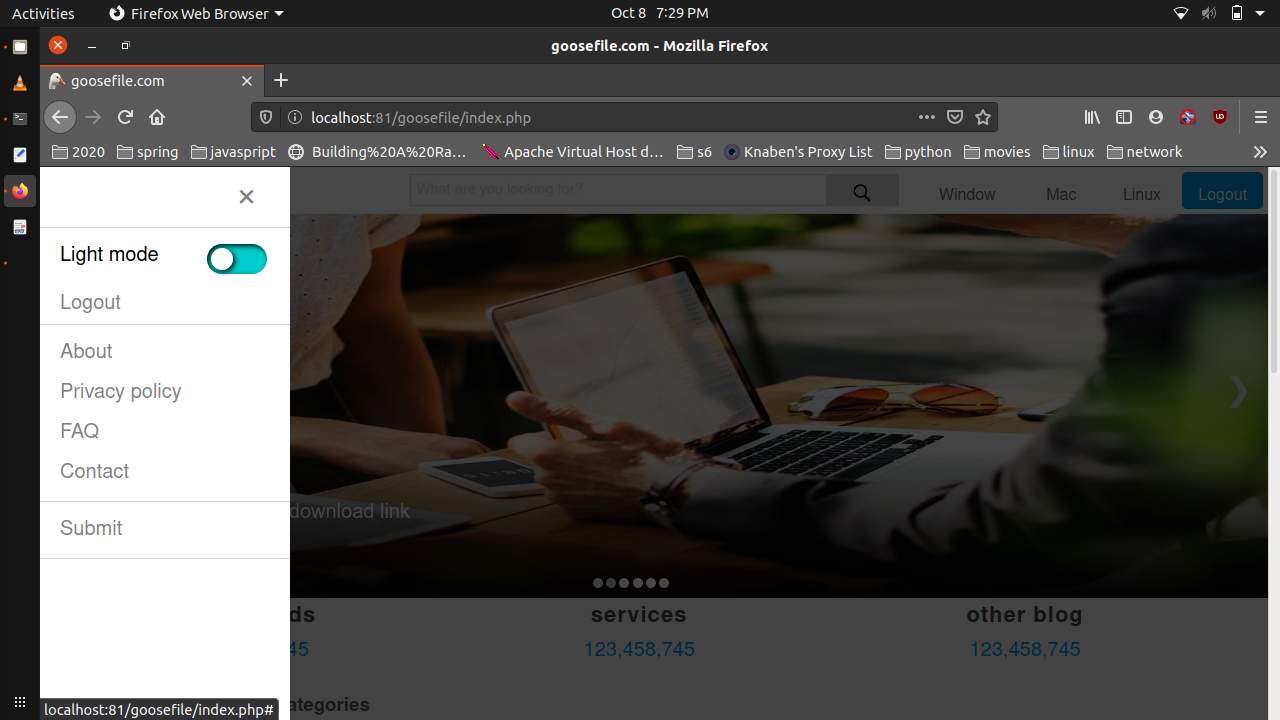 Activities Firefox Web Browser Oct 8 7:29 PM
goosefile.com - Mozilla Firefox
goosefile.com
localhost:81/goosefile/index.php
2020 spring javascript Building%20A%20Ra… Apache Virtual Host d… s6 Knaben's Proxy List python movies linux network
What are you looking for? Window Mac Linux Logout
Light mode
Logout
About
Privacy policy
FAQ
Contact
Submit
download link
ds services other blog
45 123,458,745 123,458,745
ategories
localhost:81/goosefile/index.php#